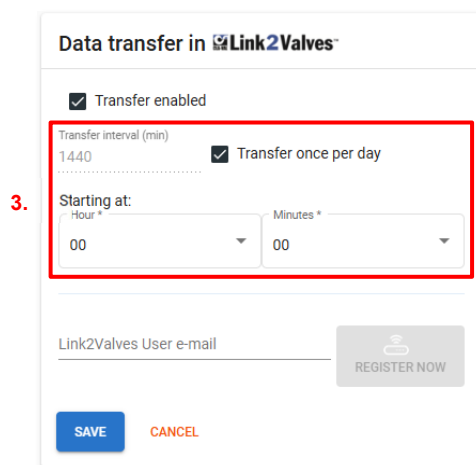 Data transfer in Link2Valves
Transfer enabled
Transfer interval (min)
1440
Transfer once per day
3.
Starting at:
Hour *
Minutes *
00
00
Link2Valves User e-mail
REGISTER NOW
SAVE
CANCEL